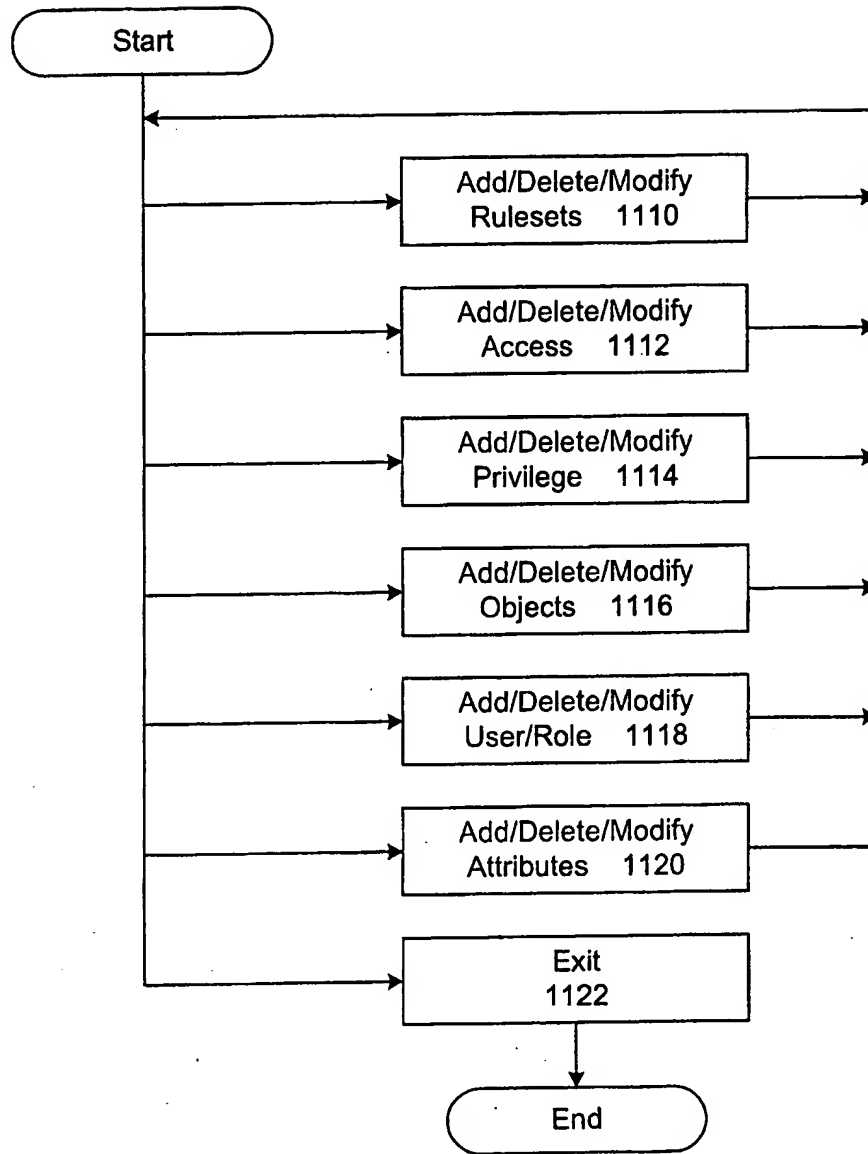 Start
Add/Delete/Modify
Rulesets 1110
Add/Delete/Modify
Access 1112
Add/Delete/Modify
Privilege 1114
Add/Delete/Modify
Objects 1116
Add/Delete/Modify
User/Role 1118
Add/Delete/Modify
Attributes 1120
Exit
1122
End